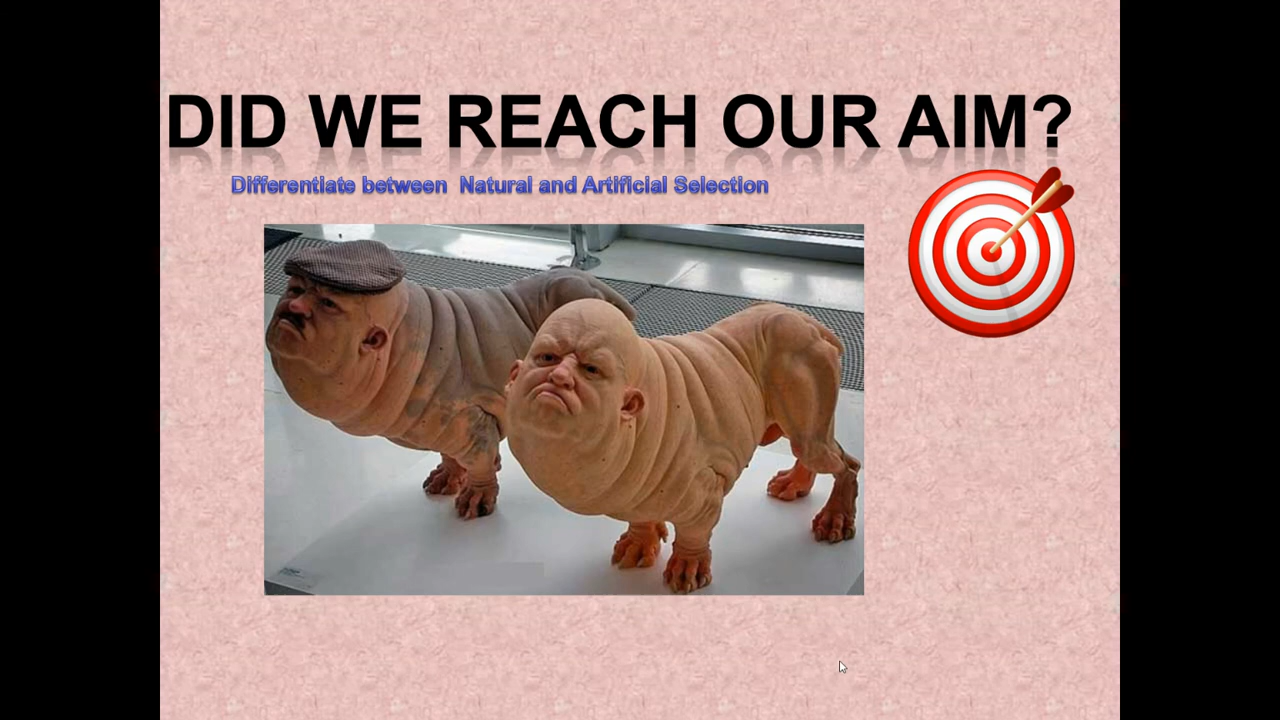 DID WE REACH OUR AIM?
Differentiate between  Natural and Artificial Selection